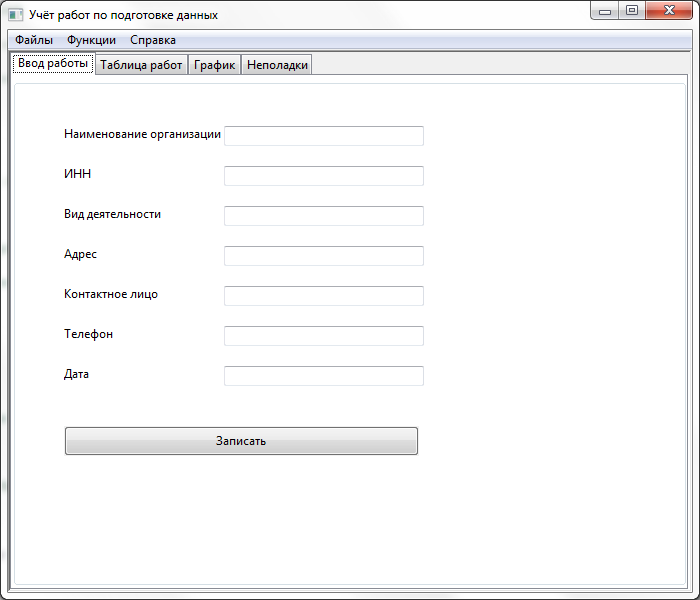 Учёт работ по подготовке данных
Файлы Функции Справка
Ввод работы Таблица работ График Неполадки
Наименование организации
ИНН
Вид деятельности
Адрес
Контактное лицо
Телефон
Дата
Записать